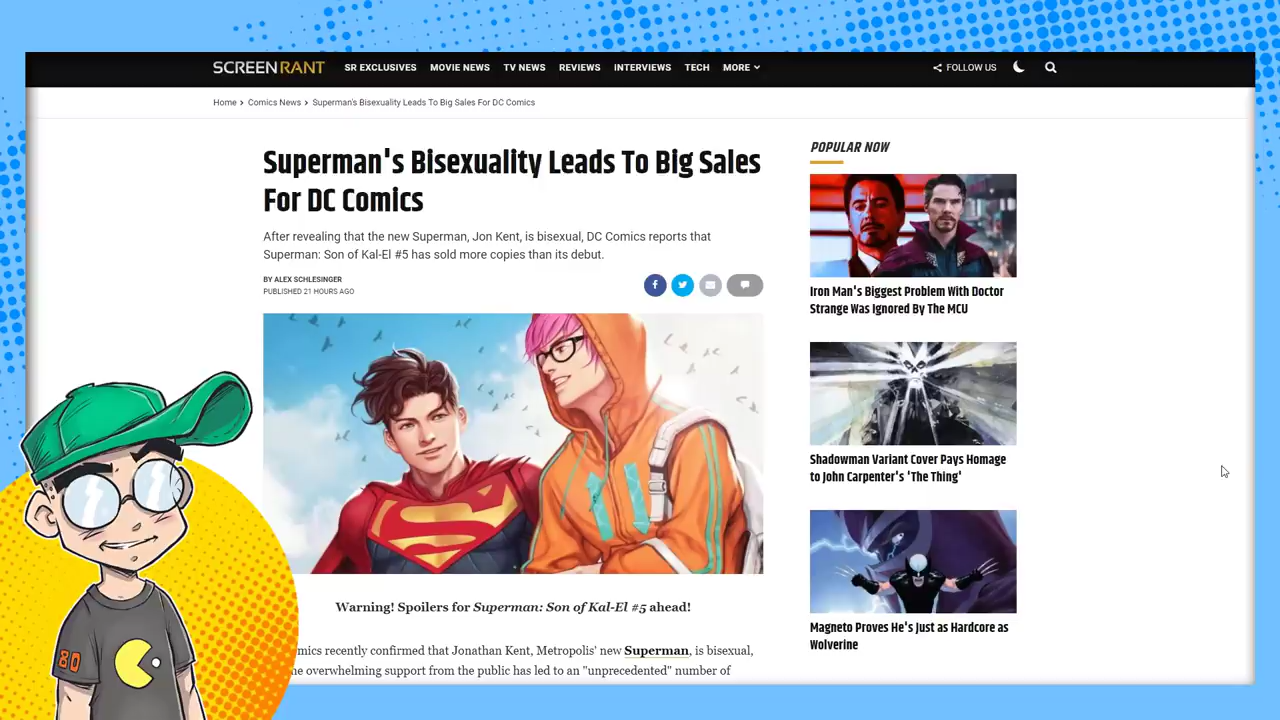 SCREENRANT SR EXCLUSIVES MOVIE NEWS TV NEWS REVIEWS INTERVIEWS TECH MORE FOLLOW US
Home > Comics News > Superman's Bisexuality Leads To Big Sales For DC Comics
Superman's Bisexuality Leads To Big Sales
For DC Comics
After revealing that the new Superman, Jon Kent, is bisexual, DC Comics reports that
Superman: Son of Kal-El #5 has sold more copies than its debut.
BY ALEX SCHLESINGER
PUBLISHED 21 HOURS AGO
Warning! Spoilers for Superman: Son of Kal-El #5 ahead!
mics recently confirmed that Jonathan Kent, Metropolis' new Superman, is bisexual,
he overwhelming support from the public has led to an "unprecedented" number of
POPULAR NOW
Iron Man's Biggest Problem With Doctor
Strange Was Ignored By The MCU
Shadowman Variant Cover Pays Homage
to John Carpenter's 'The Thing'
Magneto Proves He's Just as Hardcore as
Wolverine
80